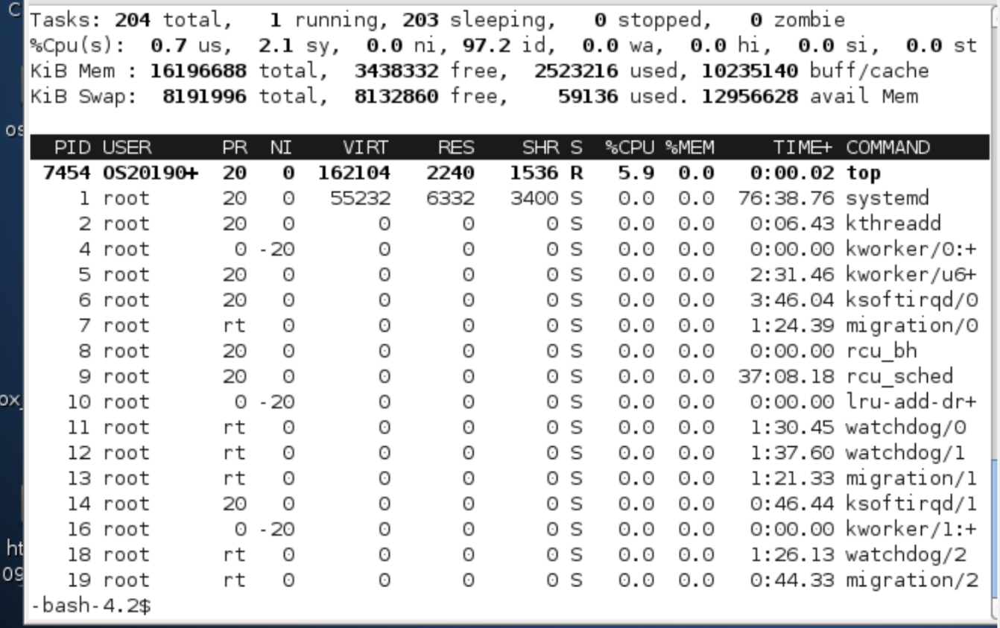 C
Tasks: 204 total,   1 running, 203 sleeping,   0 stopped,   0 zombie
%Cpu(s):  0.7 us,  2.1 sy,  0.0 ni, 97.2 id,  0.0 wa,  0.0 hi,  0.0 si,  0.0 st
KiB Mem : 16196688 total,  3438332 free,  2523216 used, 10235140 buff/cache
KiB Swap:  8191996 total,  8132860 free,    59136 used. 12956628 avail Mem
os
  PID USER      PR  NI    VIRT    RES    SHR S  %CPU %MEM     TIME+ COMMAND
 7454 OS20190+  20   0  162104   2240   1536 R   5.9  0.0   0:00.02 top
    1 root      20   0   55232   6332   3400 S   0.0  0.0  76:38.76 systemd
    2 root      20   0       0      0      0 S   0.0  0.0   0:06.43 kthreadd
    4 root       0 -20       0      0      0 S   0.0  0.0   0:00.00 kworker/0:+
    5 root      20   0       0      0      0 S   0.0  0.0   2:31.46 kworker/u6+
    6 root      20   0       0      0      0 S   0.0  0.0   3:46.04 ksoftirqd/0
    7 root      rt   0       0      0      0 S   0.0  0.0   1:24.39 migration/0
    8 root      20   0       0      0      0 S   0.0  0.0   0:00.00 rcu_bh
    9 root      20   0       0      0      0 S   0.0  0.0  37:08.18 rcu_sched
ox_
   10 root       0 -20       0      0      0 S   0.0  0.0   0:00.00 lru-add-dr+
   11 root      rt   0       0      0      0 S   0.0  0.0   1:30.45 watchdog/0
   12 root      rt   0       0      0      0 S   0.0  0.0   1:37.60 watchdog/1
   13 root      rt   0       0      0      0 S   0.0  0.0   1:21.33 migration/1
   14 root      20   0       0      0      0 S   0.0  0.0   0:46.44 ksoftirqd/1
   16 root       0 -20       0      0      0 S   0.0  0.0   0:00.00 kworker/1:+
   18 root      rt   0       0      0      0 S   0.0  0.0   1:26.13 watchdog/2
   19 root      rt   0       0      0      0 S   0.0  0.0   0:44.33 migration/2
ht
09
-bash-4.2$